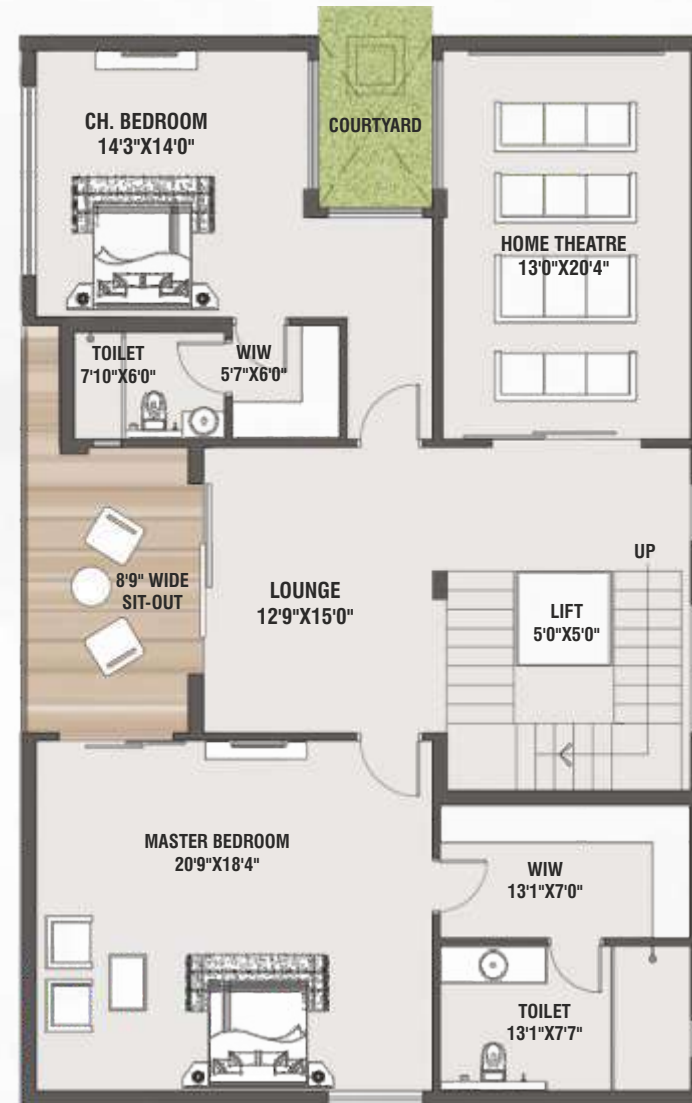 CH. BEDROOM
14'3"X14'0"
COURTYARD
HOME THEATRE
13'0"X20'4"
TOILET
7'10"X6'0"
WIW
5'7"X6'0"
8'9" WIDE
SIT-OUT
LOUNGE
12'9"X15'0"
UP
LIFT
5'0"X5'0"
MASTER BEDROOM
20'9"X18'4"
WIW
13'1"X7'0"
TOILET
13'1"X7'7"